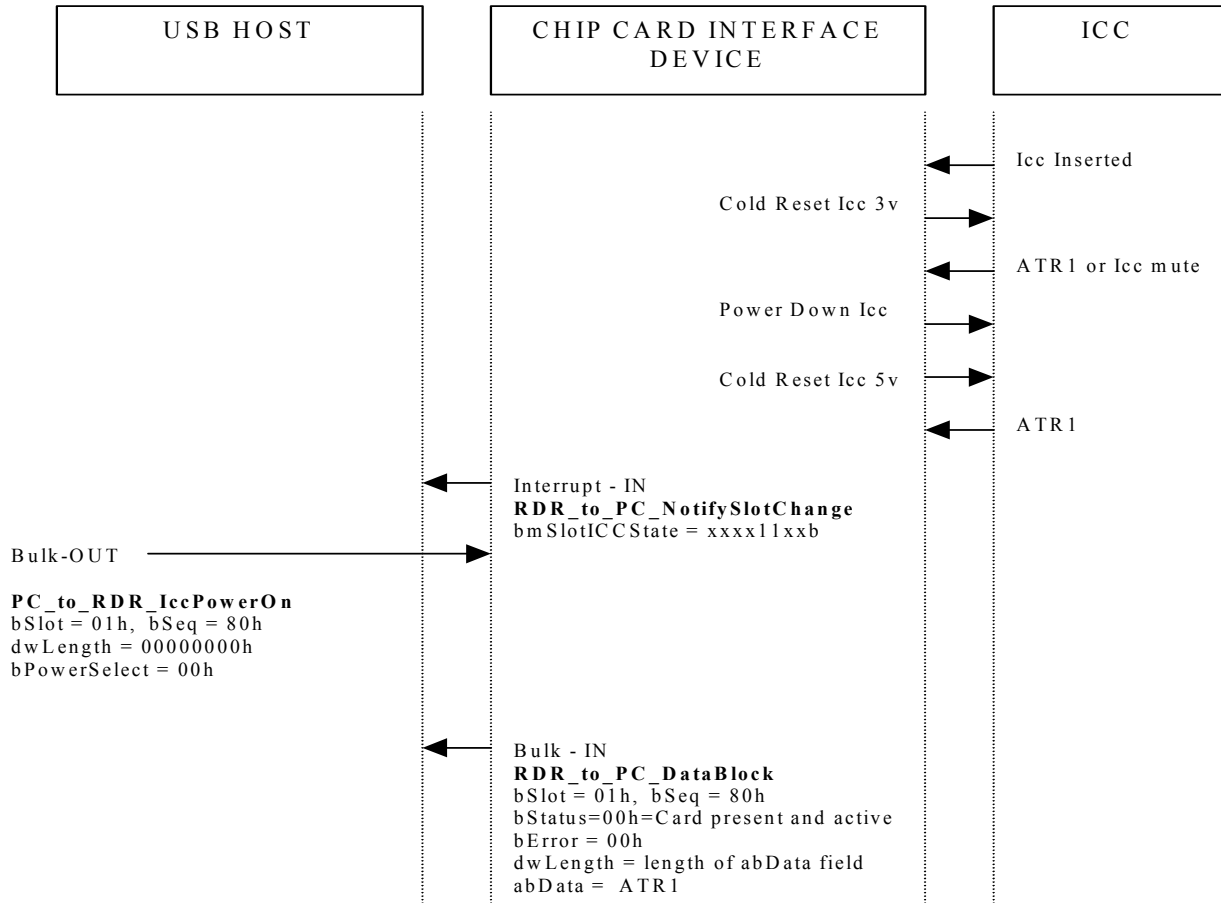 USB HOST
CHIP CARD INTERFACE
DEVICE
ICC
Icc Inserted
Cold Reset Icc 3v
ATR1 or Icc mute
Power Down Icc
Cold Reset Icc 5v
ATR1
Interrupt - IN
RDR_to_PC_NotifySlotChange
bmSlotICCState = xxxx11xxb
Bulk-OUT
PC_to_RDR_IccPowerOn
bSlot = 01h, bSeq = 80h
dwLength = 00000000h
bPowerSelect = 00h
Bulk - IN
RDR_to_PC_DataBlock
bSlot = 01h, bSeq = 80h
bStatus=00h=Card present and active
bError = 00h
dwLength = length of abData field
abData = ATR1